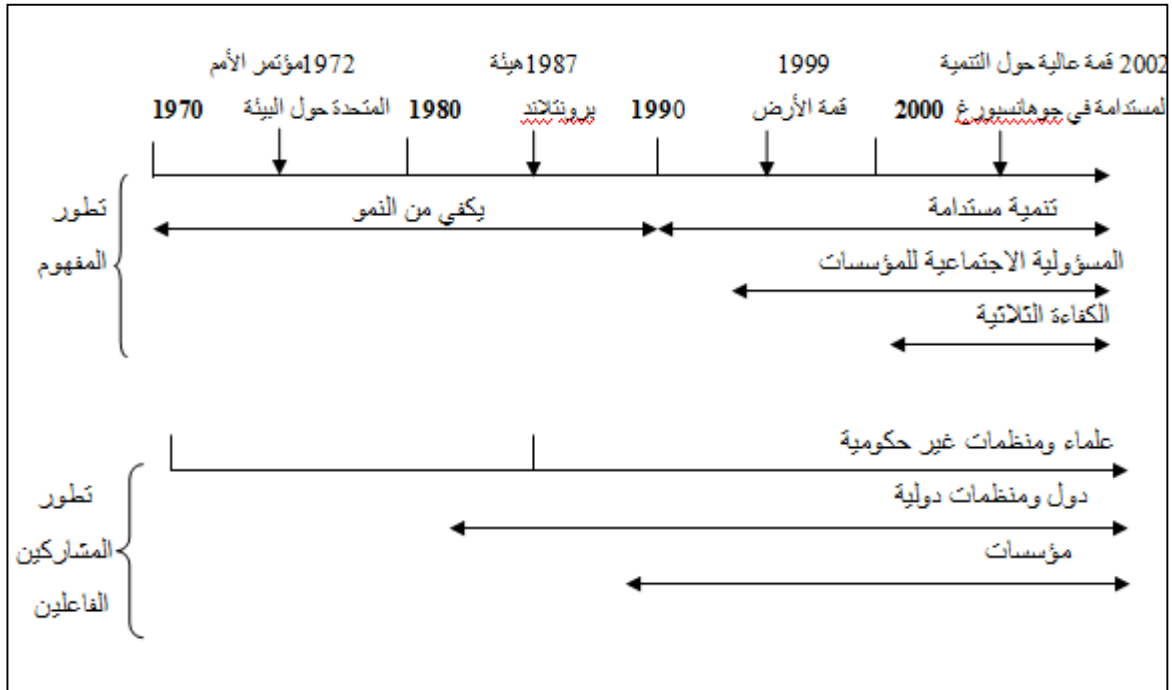 1972مؤتمر الأمم
1987هيئة
1999
2002 قمة عالية حول التنمية
1970
المتحدة حول البيئة
1980
برونتلاند
1990
قمة الأرض
2000
لمستدامة في جوهانسبورغ
تطور
المفهوم
يكفي من النمو
تنمية مستدامة
المسؤولية الاجتماعية للمؤسسات
الكفاءة الثلاثية
تطور
المشاركين
الفاعلين
علماء ومنظمات غير حكومية
دول ومنظمات دولية
مؤسسات